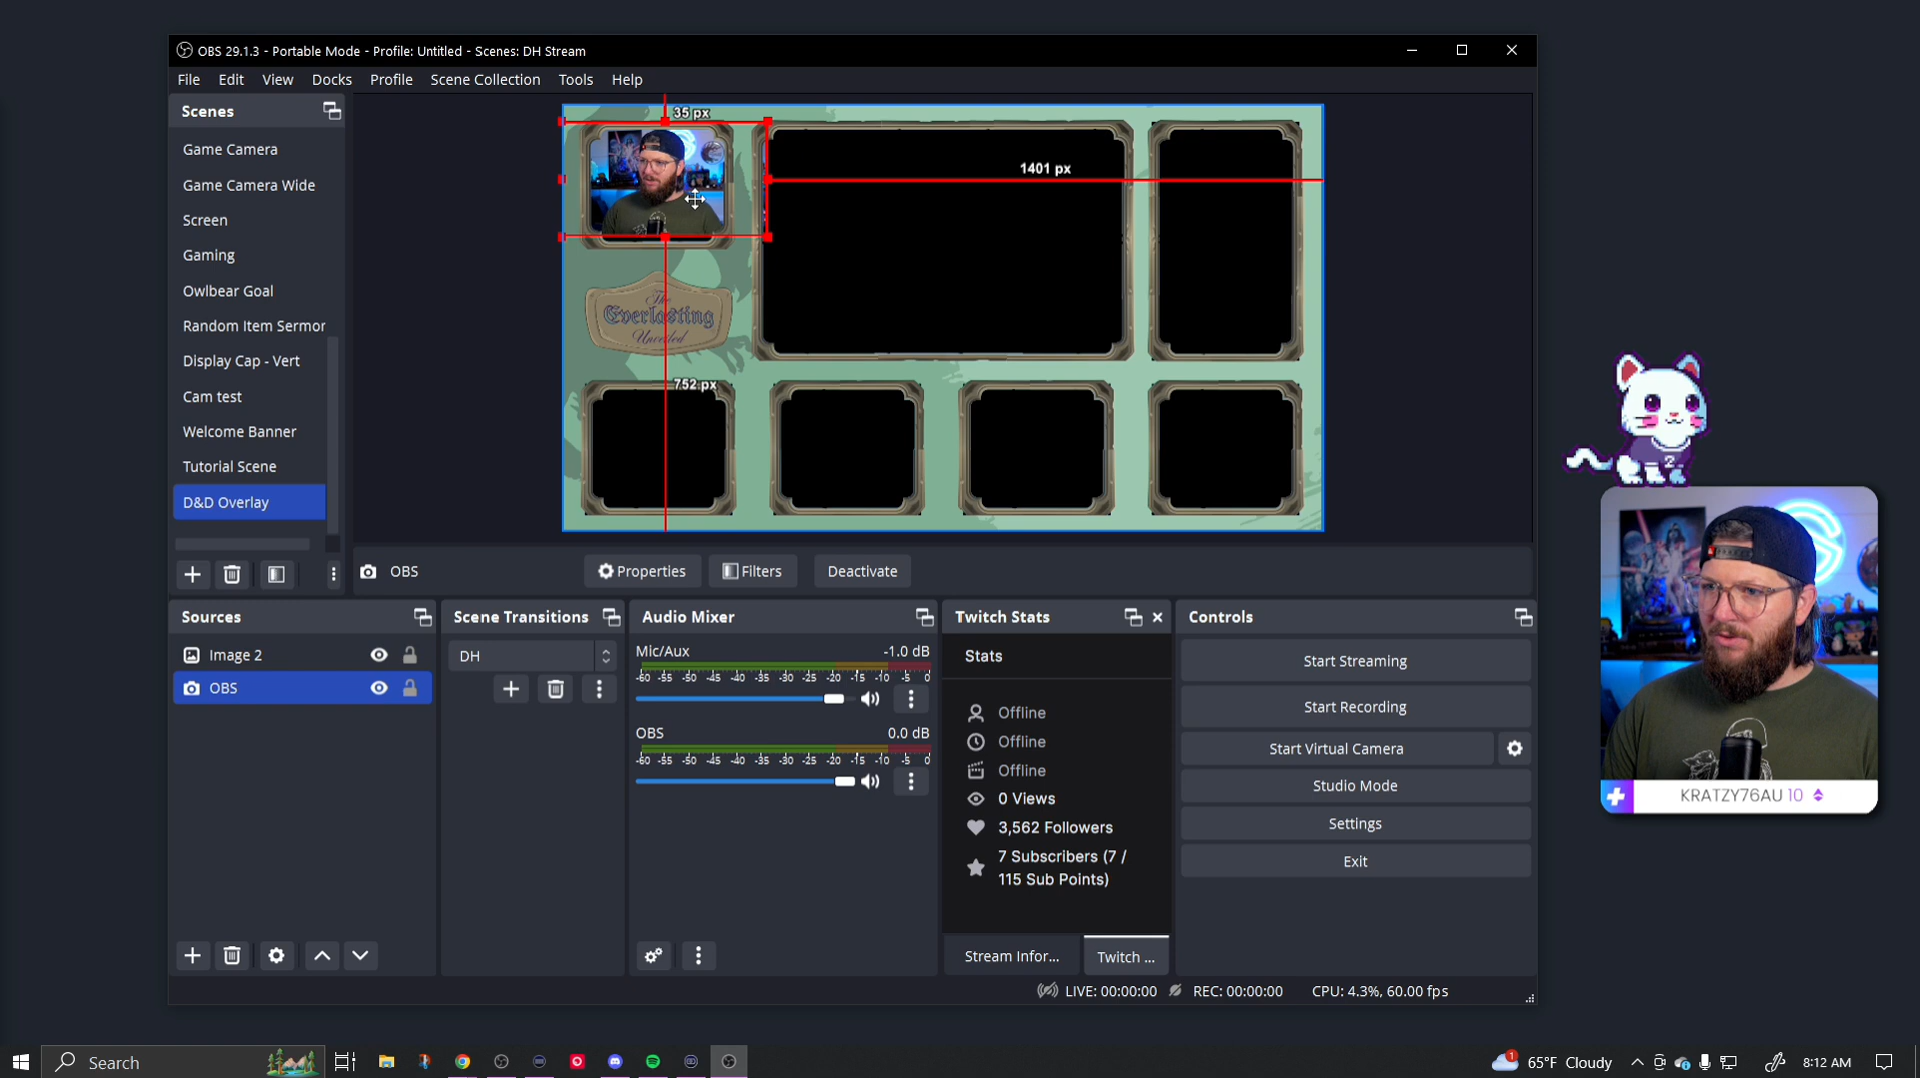 OBS 29.1.3 - Portable Mode - Profile: Untitled - Scenes: DH Stream
File Edit View Docks Profile Scene Collection Tools Help
Scenes
Game Camera
Game Camera Wide
Screen
Gaming
Owlbear Goal
Random Item Sermor
Display Cap - Vert
Cam test
Welcome Banner
Tutorial Scene
D&D Overlay
35 px
1401 px
The
Everlasting
Unveiled
752 px
OBS
Properties
Filters
Deactivate
Sources
Image 2
OBS
Scene Transitions
DH
Audio Mixer
Mic/Aux -1.0 dB
-60 -55 -50 -45 -40 -35 -30 -25 -20 -15 -10 -5 0
OBS 0.0 dB
-60 -55 -50 -45 -40 -35 -30 -25 -20 -15 -10 -5 0
Twitch Stats
Stats
Offline
Offline
Offline
0 Views
3,562 Followers
7 Subscribers (7 /
115 Sub Points)
Stream Infor...
Twitch ...
Controls
Start Streaming
Start Recording
Start Virtual Camera
Studio Mode
Settings
Exit
LIVE: 00:00:00 REC: 00:00:00 CPU: 4.3%, 60.00 fps
2
KRATZY76AU 10
Search
1
65°F Cloudy
8:12 AM